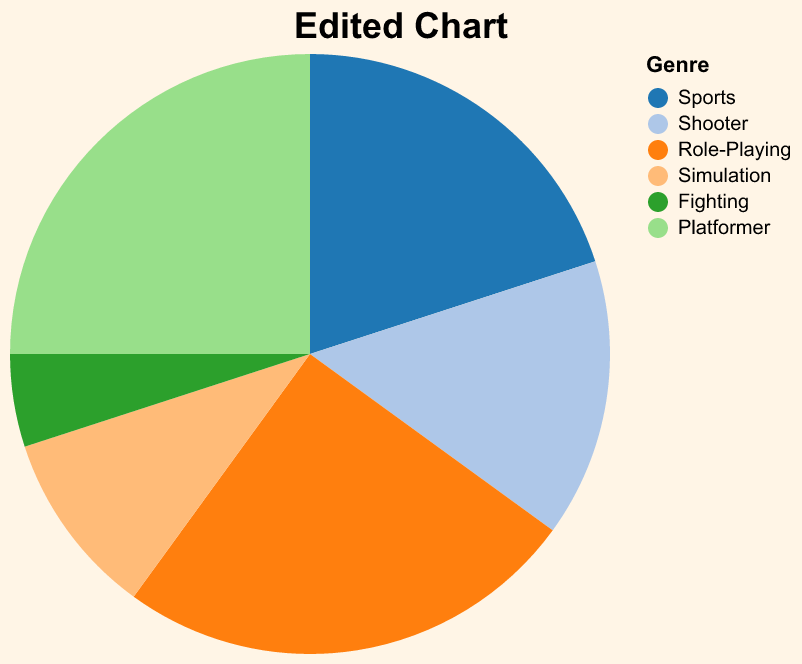 Edited Chart
Genre
Sports
Shooter
Role-Playing
Simulation
Fighting
Platformer